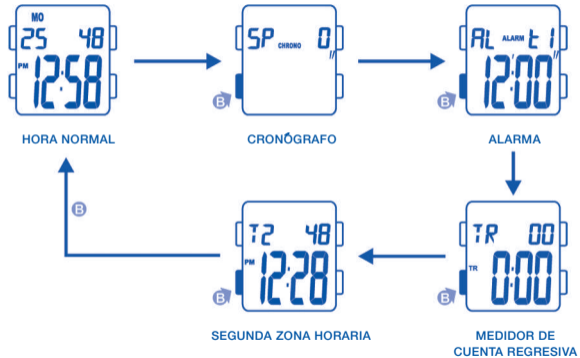 MO
25 48
PM 12:58
HORA NORMAL
SP CHRONO 0
B
CRONÓGRAFO
AL ALARM t1
12:00
B
ALARMA
B
T2 48
PM 12:28
B
SEGUNDA ZONA HORARIA
TR 00
TR 0:00
B
MEDIDOR DE
CUENTA REGRESIVA